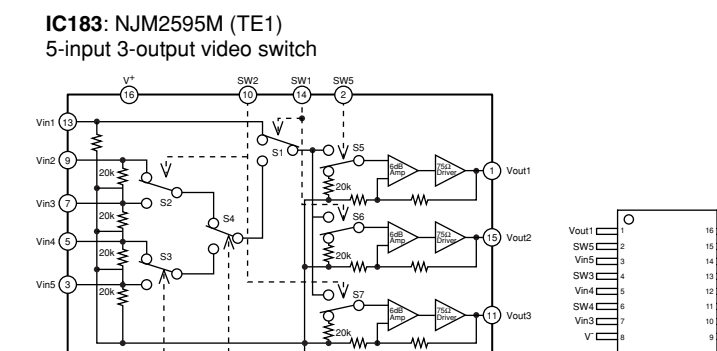 IC183: NJM2595M (TE1)
5-input 3-output video switch
V+ SW2 SW1 SW5
16 10 14 2
Vin1 13
S1 S5
6dB Amp 75Ω Driver 1 Vout1
Vin2 9
20k 20k
Vin3 7 S2
20k S4 S6
6dB Amp 75Ω Driver 15 Vout2
Vin4 5
20k S3 20k
Vin5 3
20k S7
6dB Amp 75Ω Driver 11 Vout3
20k
Vout1 1 16
SW5 2 15
Vin5 3 14
SW3 4 13
Vin4 5 12
SW4 6 11
Vin3 7 10
V- 8 9